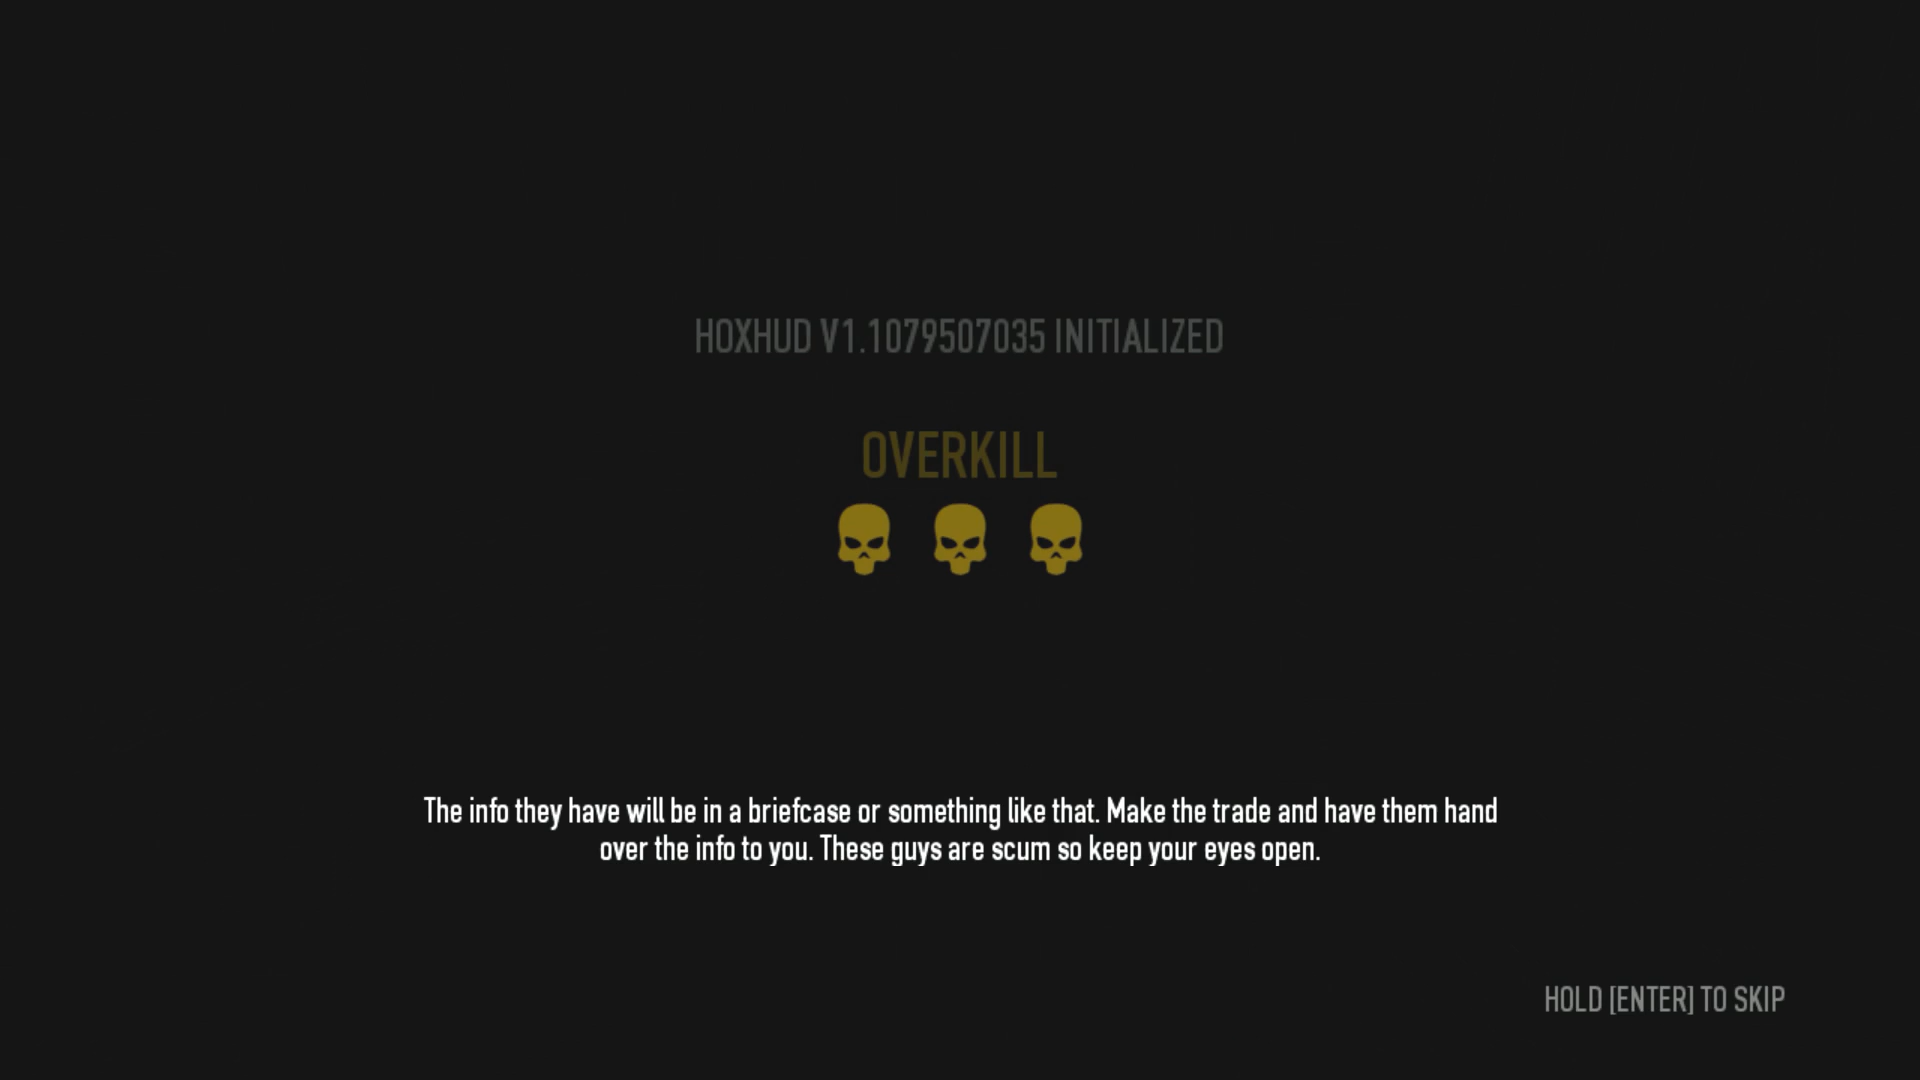 HOXHUD V1.1079507035 INITIALIZED
OVERKILL
The info they have will be in a briefcase or something like that. Make the trade and have them hand
over the info to you. These guys are scum so keep your eyes open.
HOLD [ENTER] TO SKIP